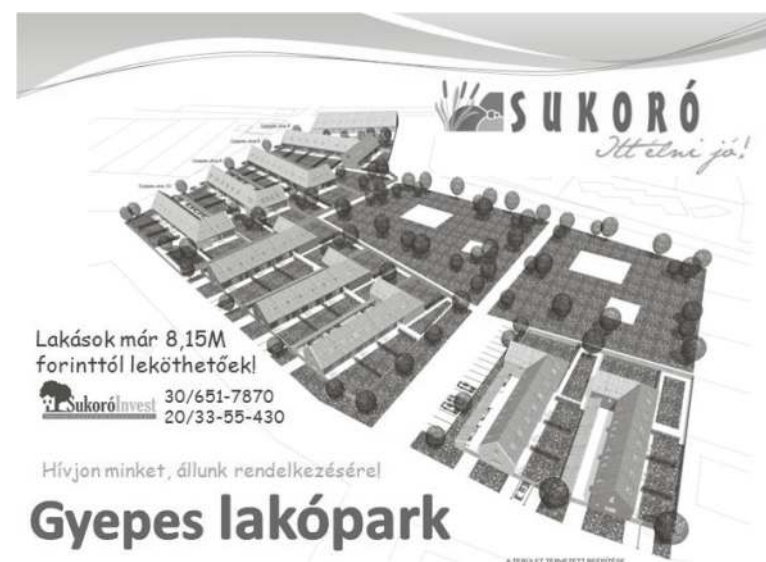 SUKORÓ
Itt élni jó!
Lakások már 8,15M
forinttól leköthetőek!
SukoróInvest
30/651-7870
20/33-55-430
Hívjon minket, állunk rendelkezésére!
Gyepes lakópark